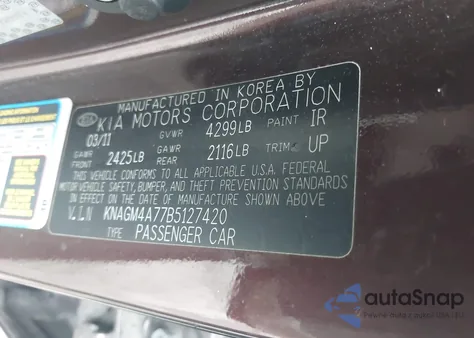 MANUFACTURED IN KOREA BY
KIA KIA MOTORS CORPORATION
03/11 GVWR 4299LB PAINT IR
GAWR FRONT 2425LB GAWR REAR 2116LB TRIM UP
THIS VEHICLE CONFORMS TO ALL APPLICABLE U.S.A. FEDERAL
MOTOR VEHICLE SAFETY, BUMPER, AND THEFT PREVENTION STANDARDS
IN EFFECT ON THE DATE OF MANUFACTURE SHOWN ABOVE.
V.I.N KNAGM4A77B5127420
TYPE PASSENGER CAR
autoSnap